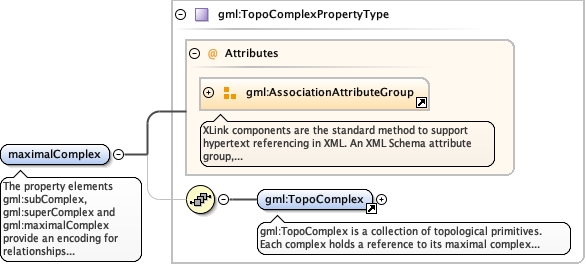 gml:TopoComplexPropertyType
@ Attributes
gml:AssociationAttributeGroup
XLink components are the standard method to support
hypertext referencing in XML. An XML Schema attribute
group,...
maximalComplex
The property elements
gml:subComplex,
gml:superComplex and
gml:maximalComplex
provide an encoding for
relationships...
gml:TopoComplex
gml:TopoComplex is a collection of topological primitives.
Each complex holds a reference to its maximal complex...